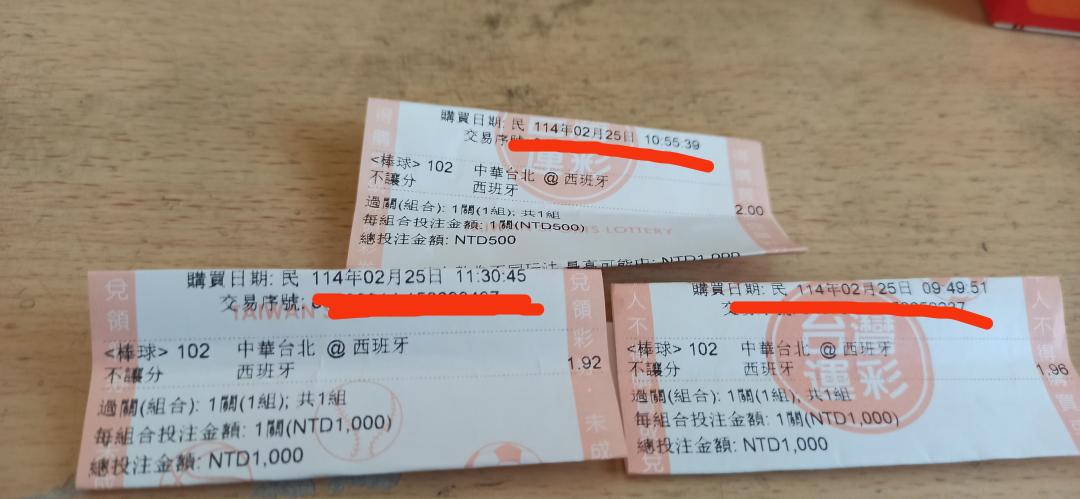 購買日期: 民 114年02月25日 10:55:39
交易序號
<棒球> 102 中華台北 @ 西班牙
不讓分 西班牙 2.00
過關(組合): 1關(1組); 共1組
每組合投注金額: 1關(NTD500)
總投注金額: NTD500
LOTTERY
運彩
購買日期: 民 114年02月25日 11:30:45
交易序號:
TAIWAN
<棒球> 102 中華台北 @ 西班牙
不讓分 西班牙 1.92
過關(組合): 1關(1組); 共1組
每組合投注金額: 1關(NTD1,000)
總投注金額: NTD1,000
購買日期: 民 114年02月25日 09:49:51
台灣
運彩
<棒球> 102 中華台北 @ 西班牙
不讓分 西班牙 1.96
過關(組合): 1關(1組); 共1組
每組合投注金額: 1關(NTD1,000)
總投注金額: NTD1,000